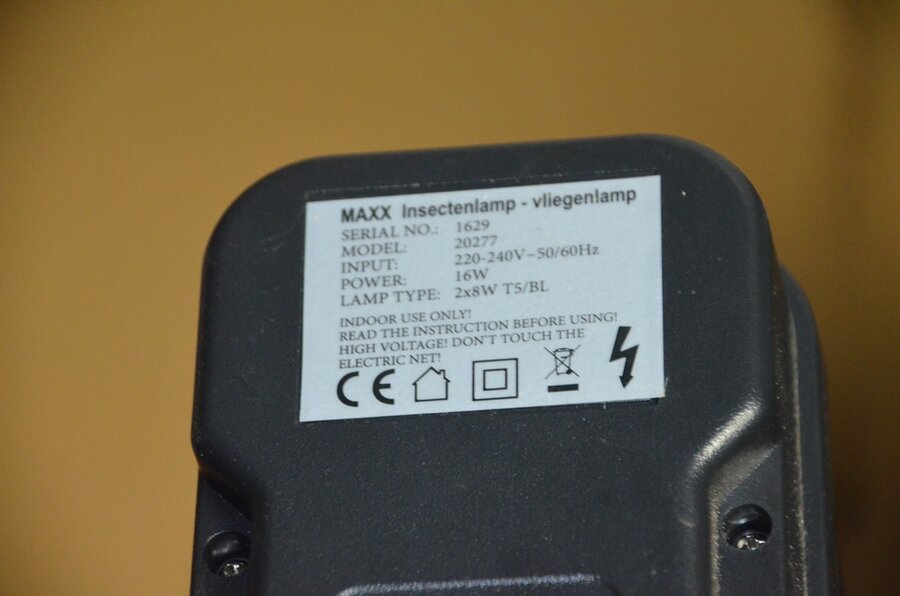 MAXX Insectenlamp - vliegenlamp
SERIAL NO.: 1629
MODEL: 20277
INPUT: 220-240V~50/60Hz
POWER: 16W
LAMP TYPE: 2x8W T5/BL
INDOOR USE ONLY!
READ THE INSTRUCTION BEFORE USING!
HIGH VOLTAGE! DON'T TOUCH THE
ELECTRIC NET!
CE